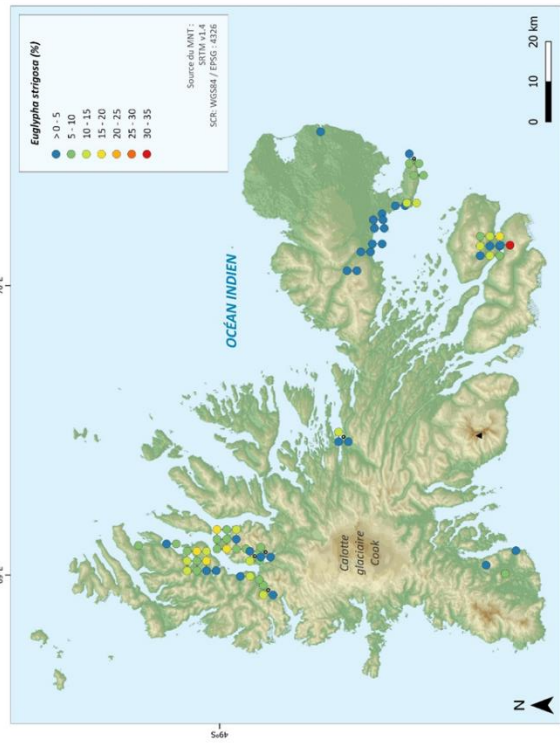 Euglypha strigosa (%)
> 0 - 5
5 - 10
10 - 15
15 - 20
20 - 25
25 - 30
30 - 35
Source du MNT :
SRTM v1.4
SCR: WGS84 / EPSG : 4326
OCÉAN INDIEN
Calotte
glaciaire
Cook
49°S
N
0 10 20 km